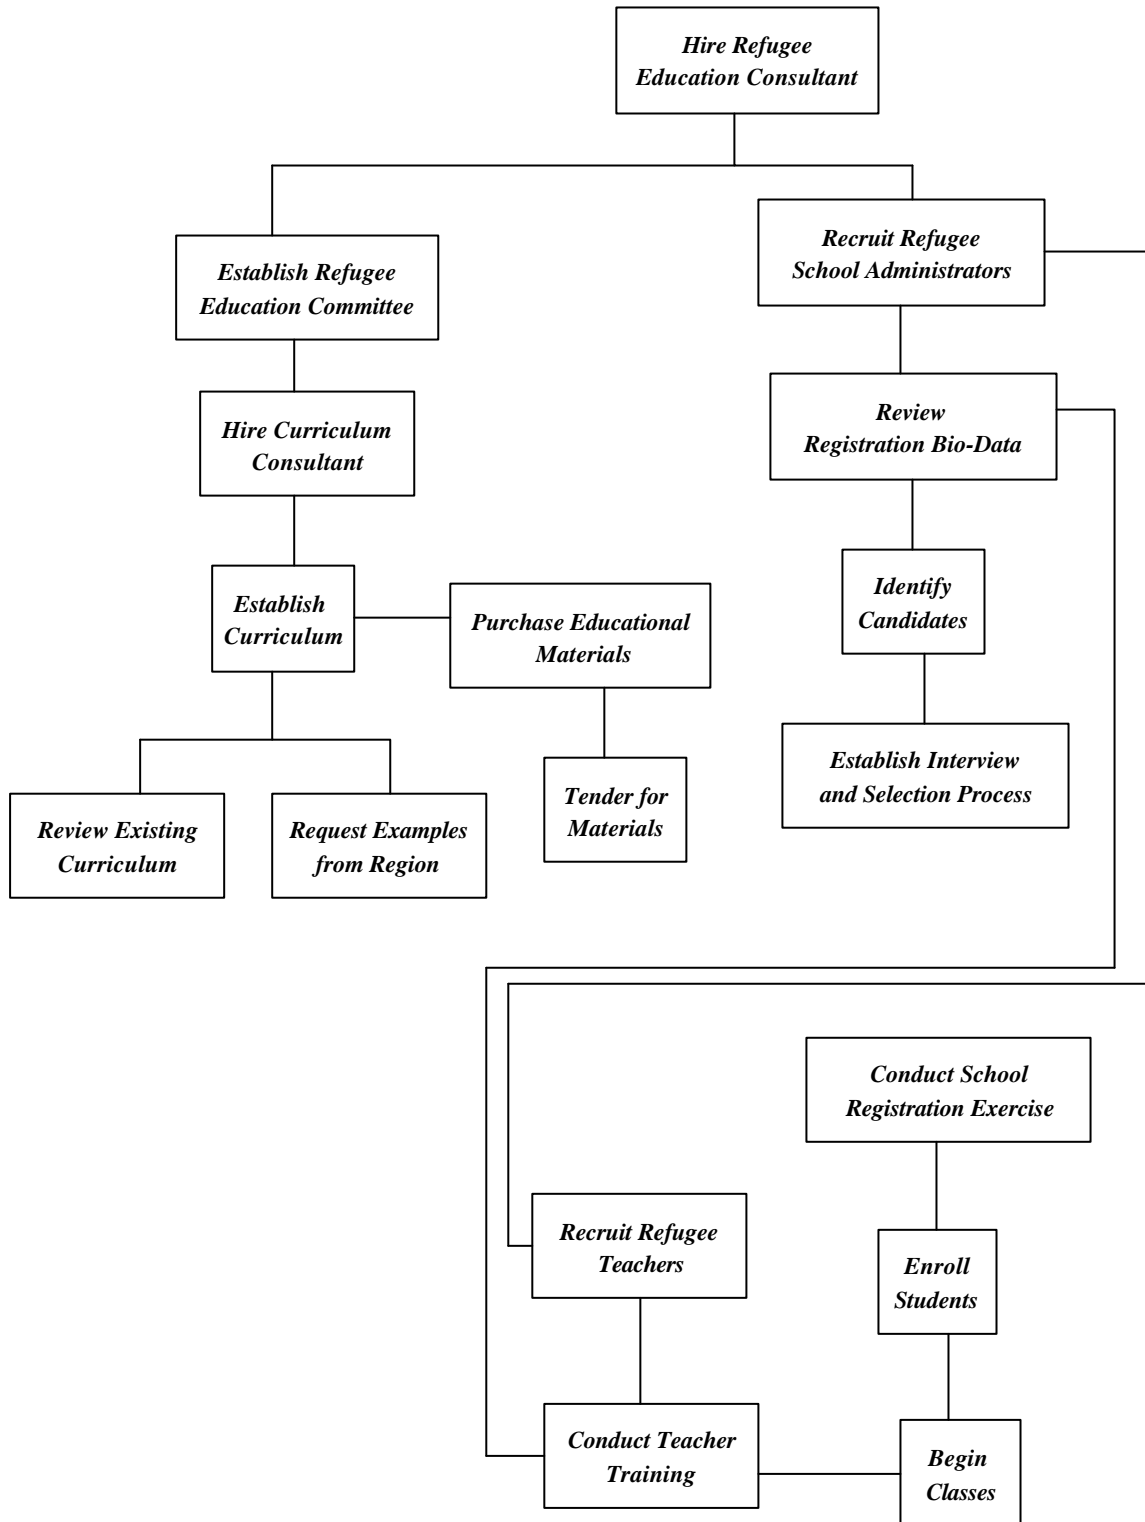 Hire Refugee
Education Consultant
Establish Refugee
Education Committee
Recruit Refugee
School Administrators
Hire Curriculum
Consultant
Review
Registration Bio-Data
Establish
Curriculum
Purchase Educational
Materials
Identify
Candidates
Review Existing
Curriculum
Request Examples
from Region
Tender for
Materials
Establish Interview
and Selection Process
Conduct School
Registration Exercise
Recruit Refugee
Teachers
Enroll
Students
Conduct Teacher
Training
Begin
Classes